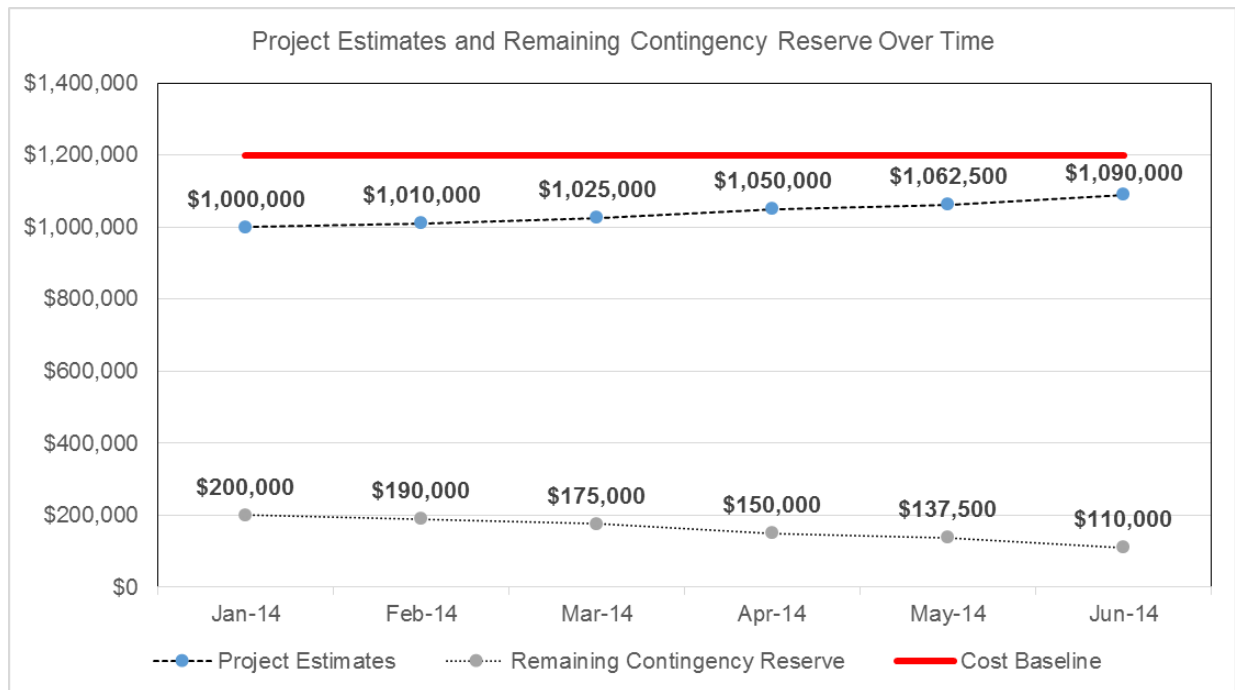 Project Estimates and Remaining Contingency Reserve Over Time
$1,400,000
$1,200,000
$1,000,000
$800,000
$600,000
$400,000
$200,000
$0
$1,000,000
$1,010,000
$1,025,000
$1,050,000
$1,062,500
$1,090,000
$200,000
$190,000
$175,000
$150,000
$137,500
$110,000
Jan-14
Feb-14
Mar-14
Apr-14
May-14
Jun-14
Project Estimates
Remaining Contingency Reserve
Cost Baseline